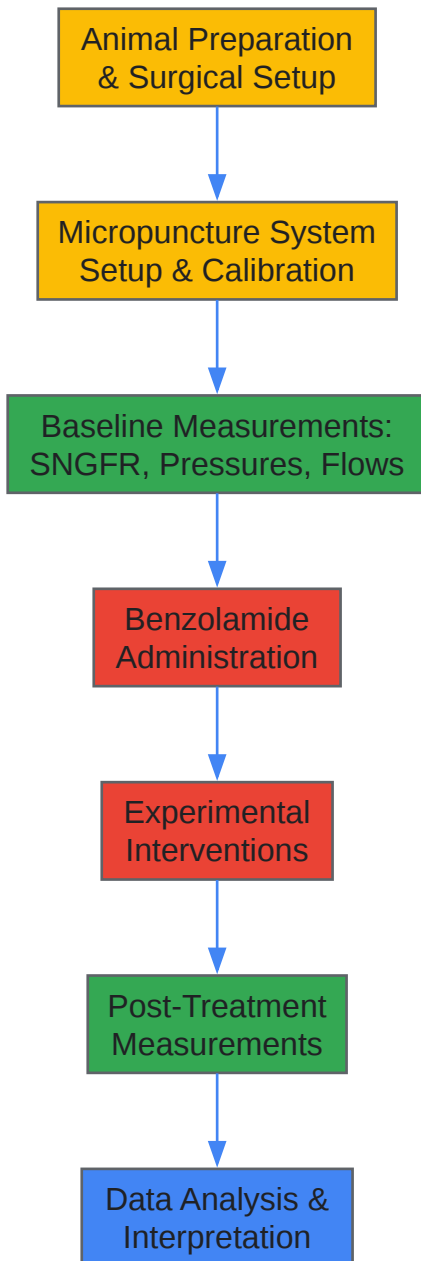 Animal Preparation
& Surgical Setup
Micropuncture System
Setup & Calibration
Baseline Measurements:
SNGFR, Pressures, Flows
Benzolamide
Administration
Experimental
Interventions
Post-Treatment
Measurements
Data Analysis &
Interpretation